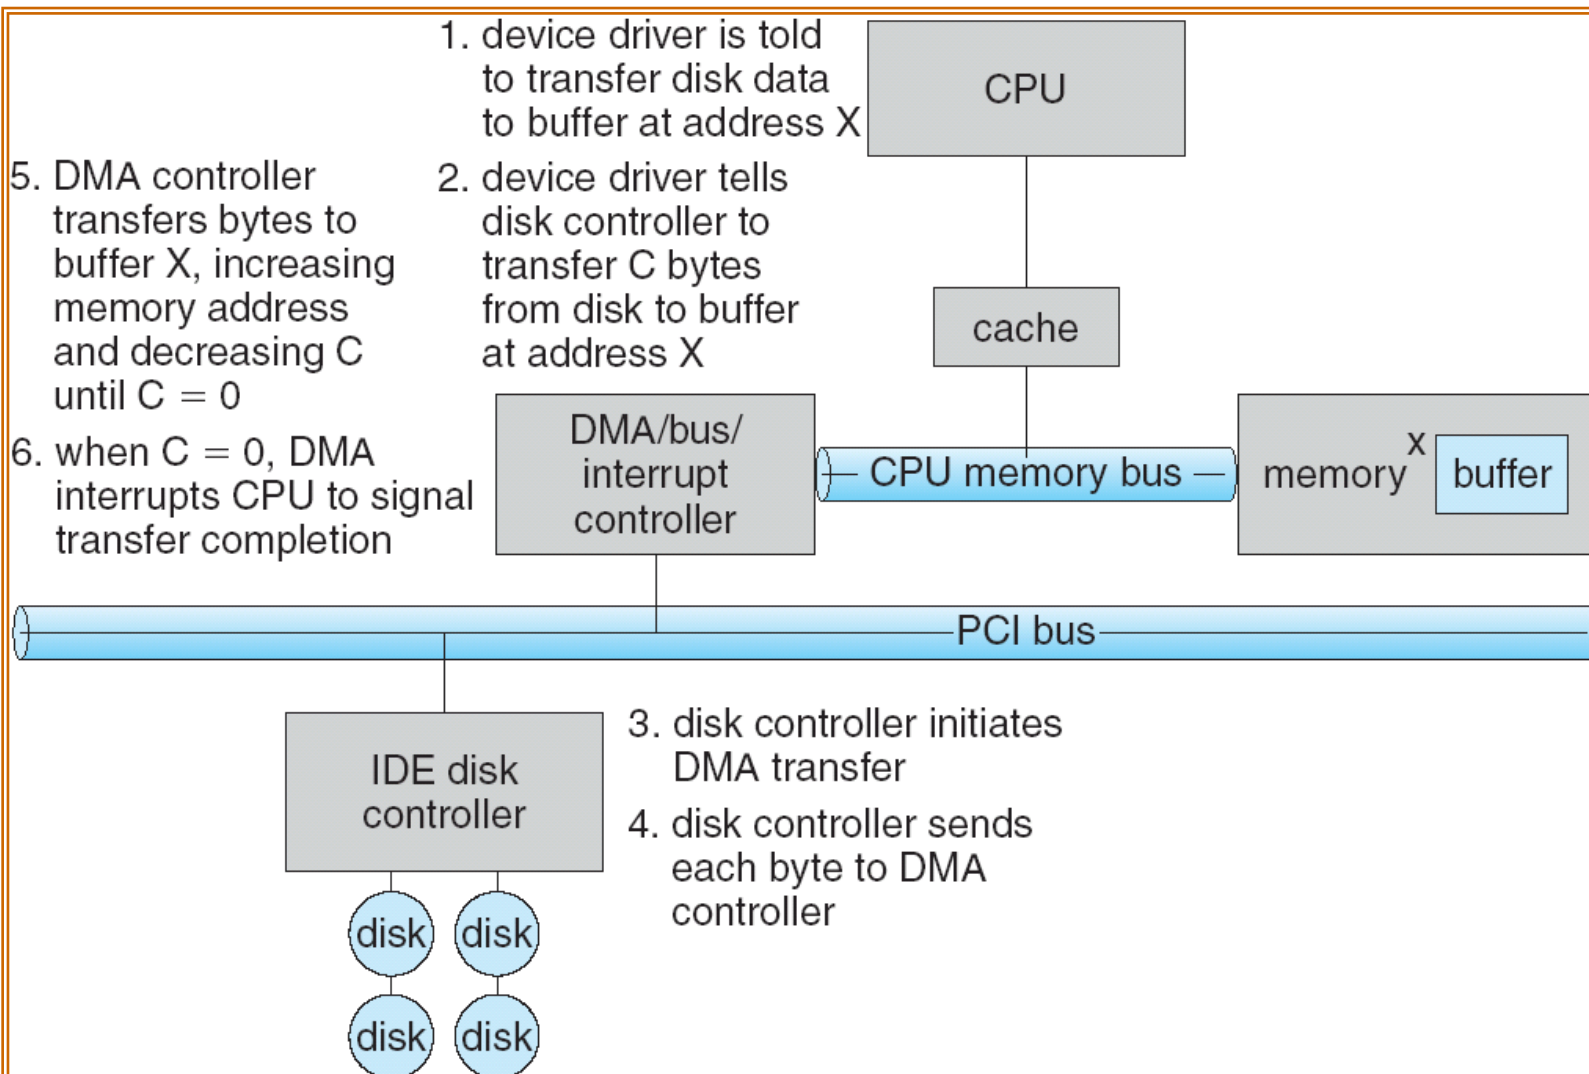 1. device driver is told
to transfer disk data
to buffer at address X
2. device driver tells
disk controller to
transfer C bytes
from disk to buffer
at address X
5. DMA controller
transfers bytes to
buffer X, increasing
memory address
and decreasing C
until C = 0
6. when C = 0, DMA
interrupts CPU to signal
transfer completion
CPU
cache
DMA/bus/
interrupt
controller
CPU memory bus
memory
x
buffer
PCI bus
IDE disk
controller
3. disk controller initiates
DMA transfer
4. disk controller sends
each byte to DMA
controller
disk
disk
disk
disk